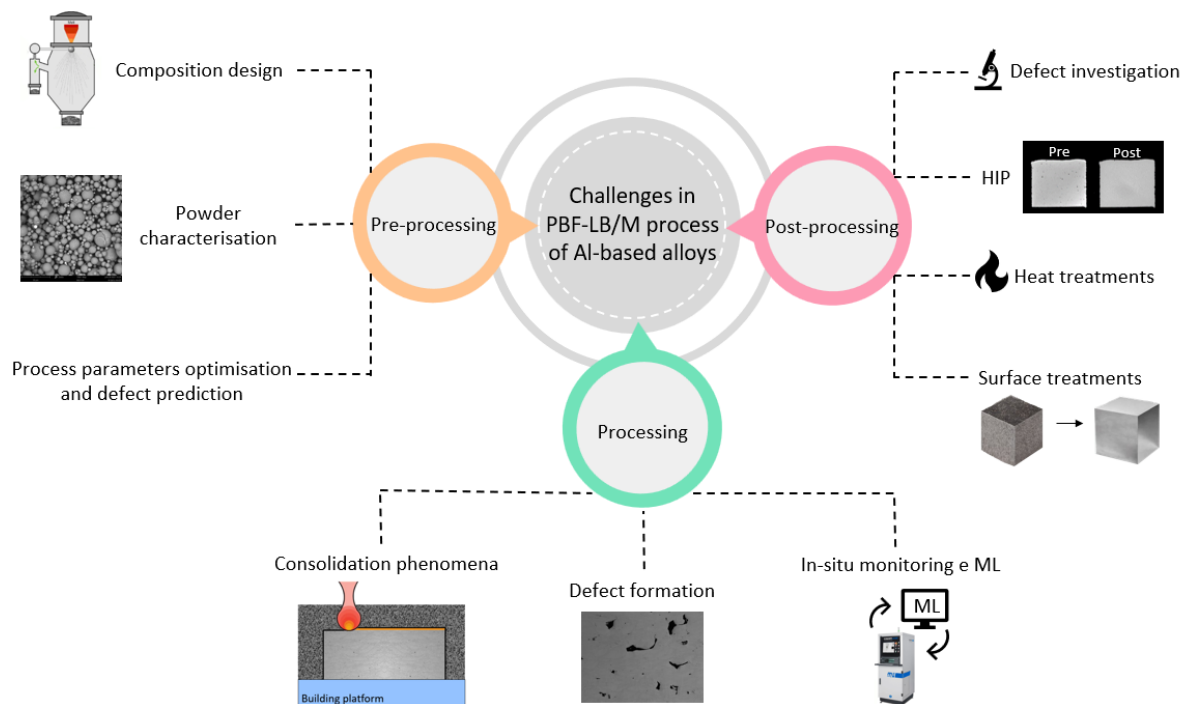 Composition design
Powder
characterisation
Process parameters optimisation
and defect prediction
Pre-processing
Challenges in
PBF-LB/M process
of Al-based alloys
Post-processing
Defect investigation
HIP
Pre
Post
Heat treatments
Surface treatments
Processing
Consolidation phenomena
Building platform
Defect formation
In-situ monitoring e ML
ML